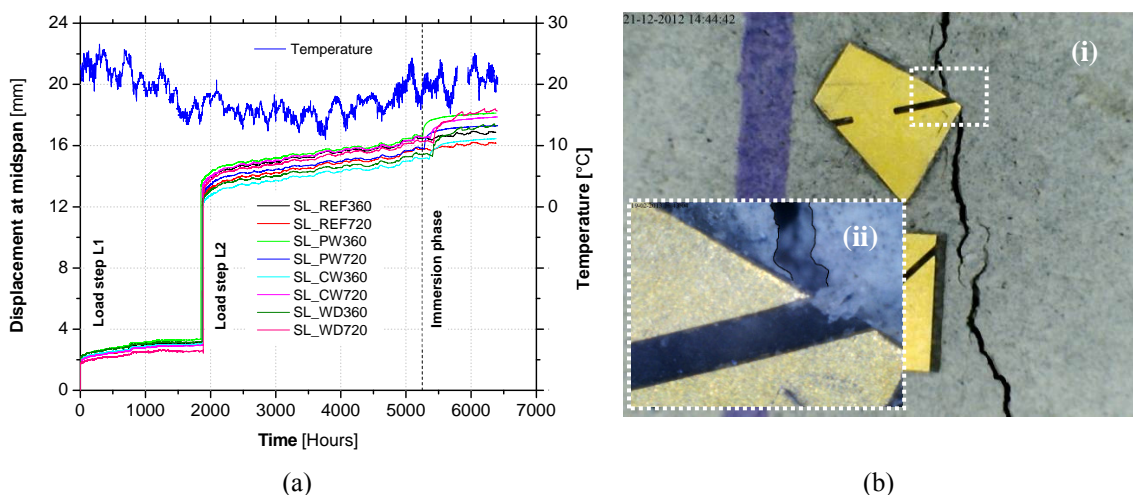 24
20
16
12
8
4
0
Displacement at midspan [mm]
30
20
10
0
Temperature [°C]
Temperature
SL_REF360
SL_REF720
SL_PW360
SL_PW720
SL_CW360
SL_CW720
SL_WD360
SL_WD720
Load step L1
Load step L2
Immersion phase
0 1000 2000 3000 4000 5000 6000 7000
Time [Hours]
(a)
21-12-2012 14:44:42
(i)
(ii)
(b)